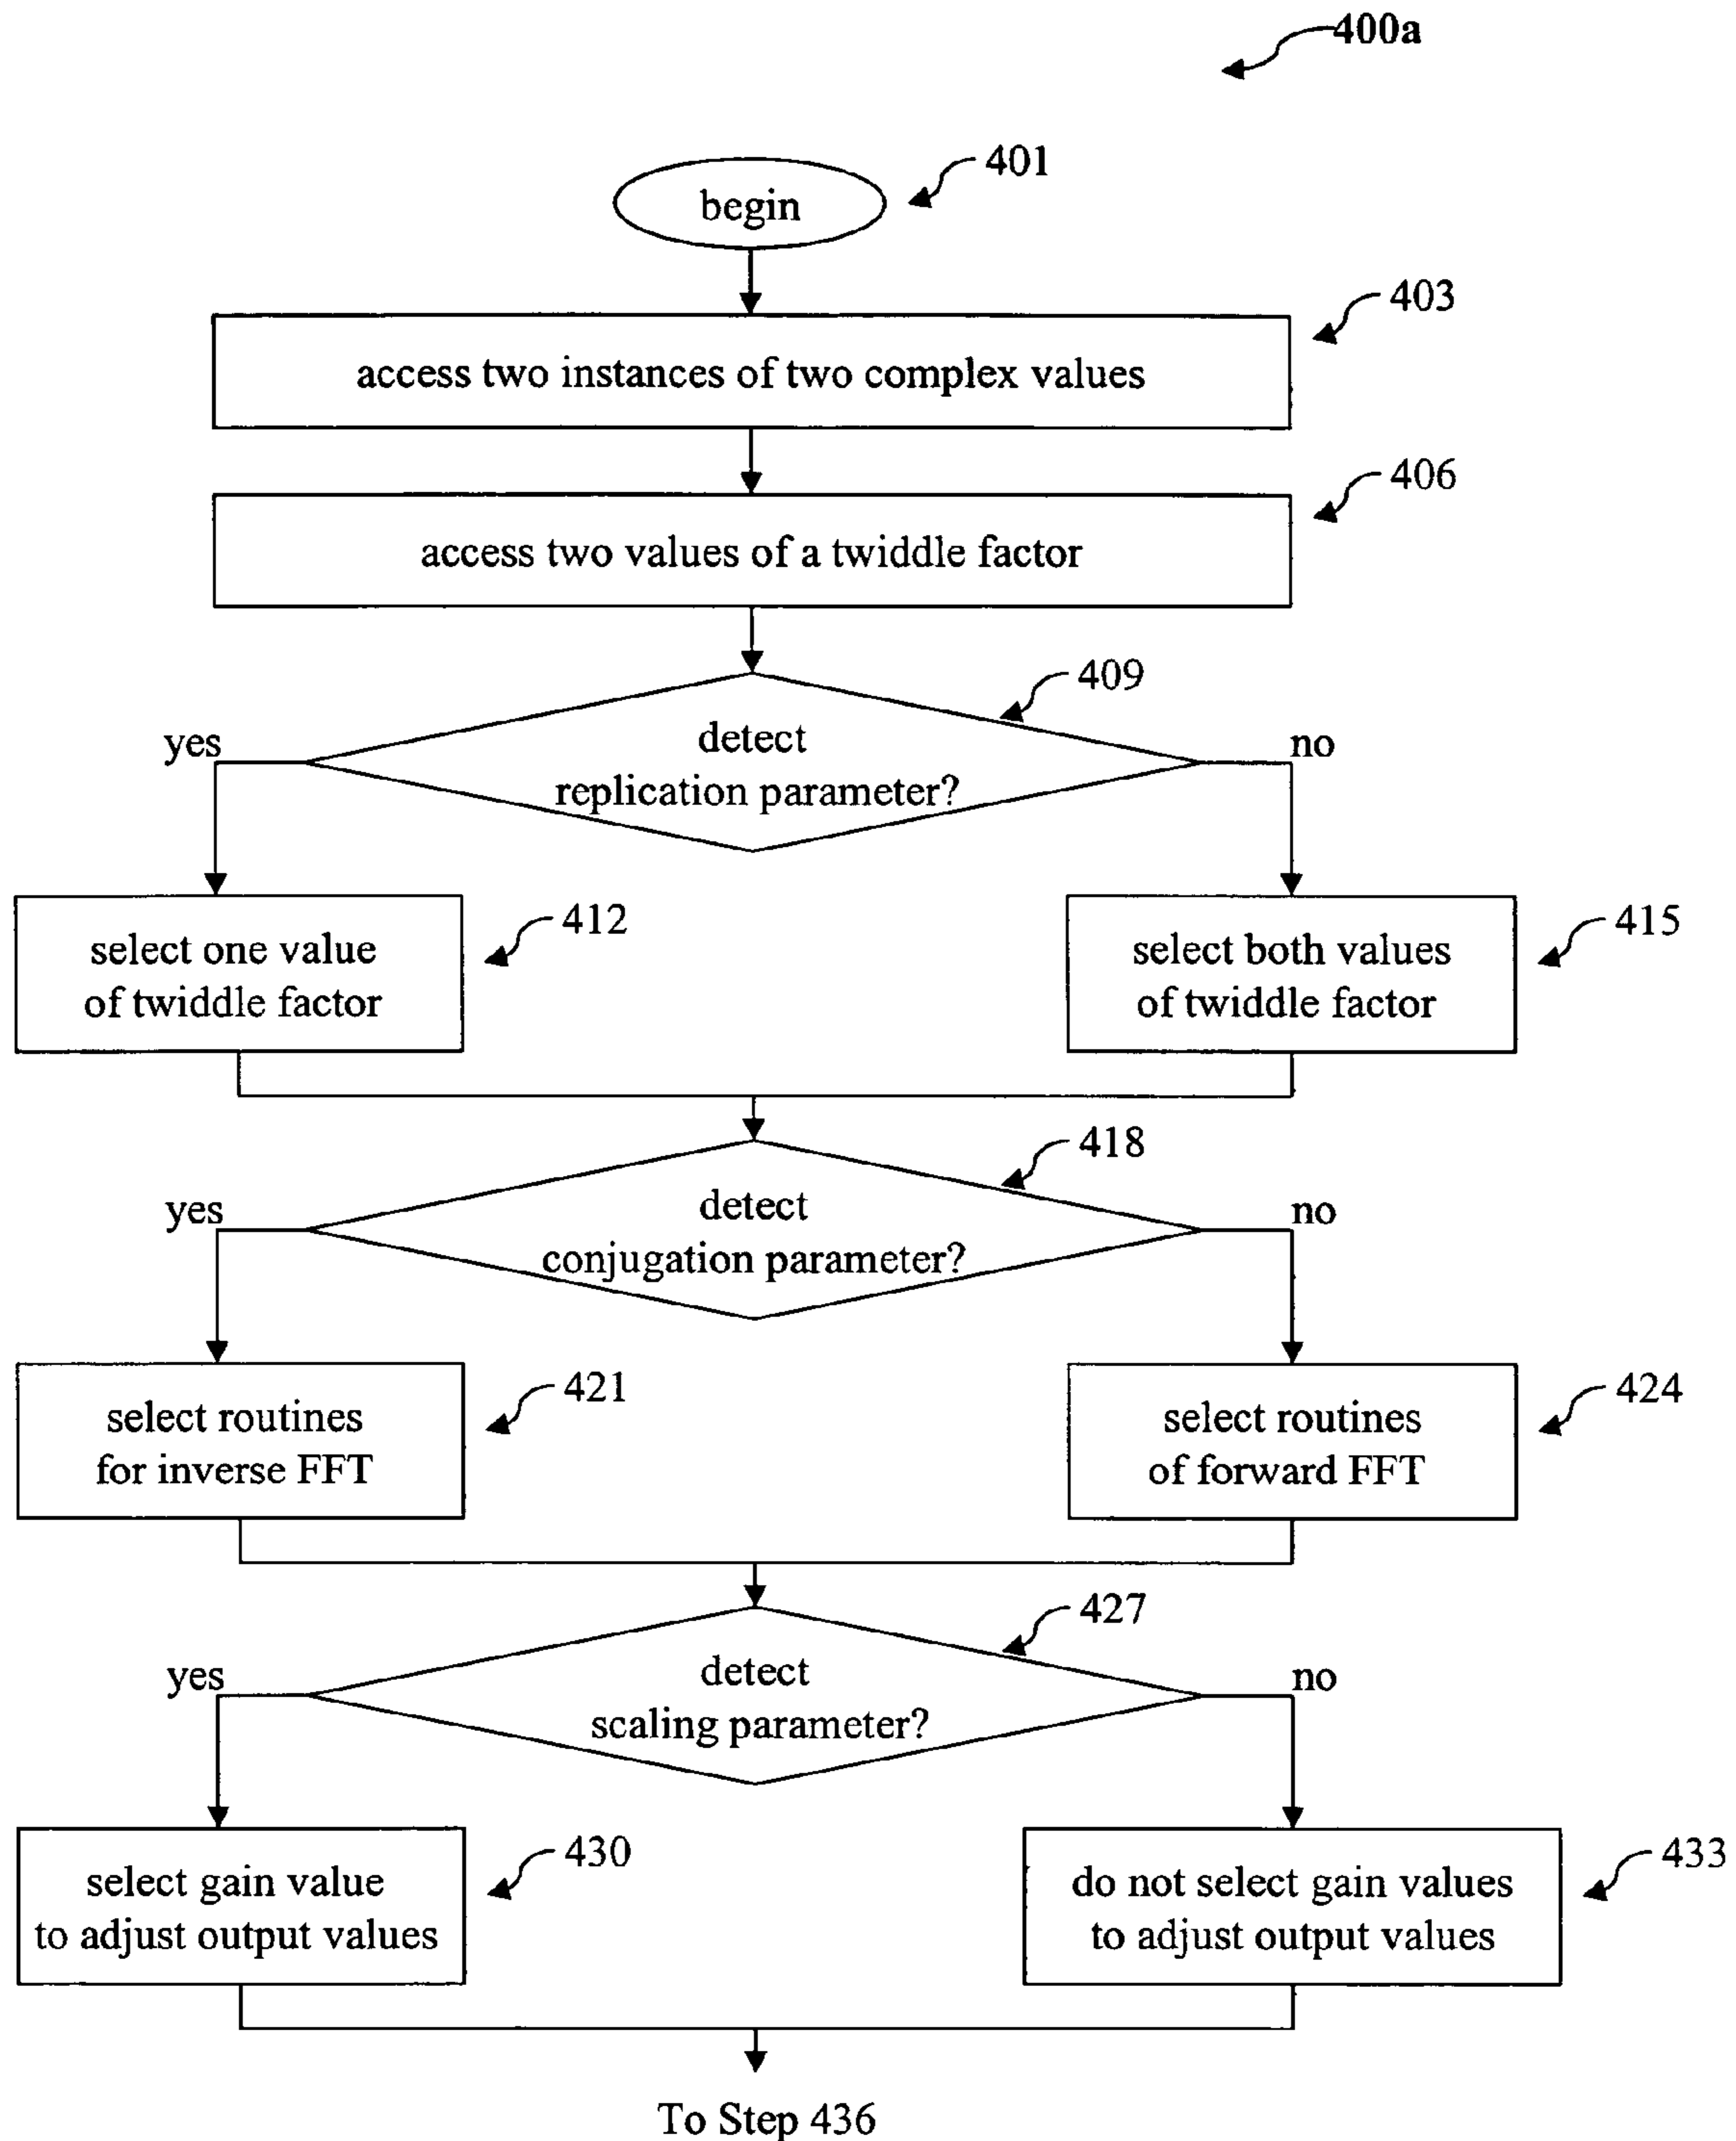 400a
401
begin
403
access two instances of two complex values
406
access two values of a twiddle factor
409
detect
replication parameter?
yes
no
412
select one value
of twiddle factor
415
select both values
of twiddle factor
418
detect
conjugation parameter?
yes
no
421
select routines
for inverse FFT
424
select routines
of forward FFT
427
detect
scaling parameter?
yes
no
430
select gain value
to adjust output values
433
do not select gain values
to adjust output values
To Step 436